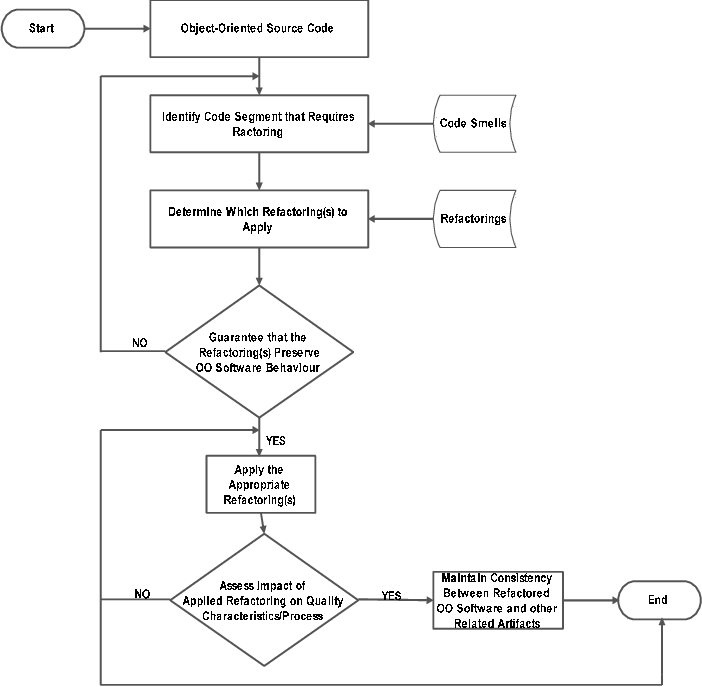 Start
Object-Oriented Source Code
Identify Code Segment that Requires
Ractoring
Code Smells
Determine Which Refactoring(s) to
Apply
Refactorings
NO
Guarantee that the
Refactoring(s) Preserve
OO Software Behaviour
YES
Apply the
Appropriate
Refactoring(s)
NO
Assess Impact of
Applied Refactoring on Quality
Characteristics/Process
YES
Maintain Consistency
Between Refactored
OO Software and other
Related Artifacts
End